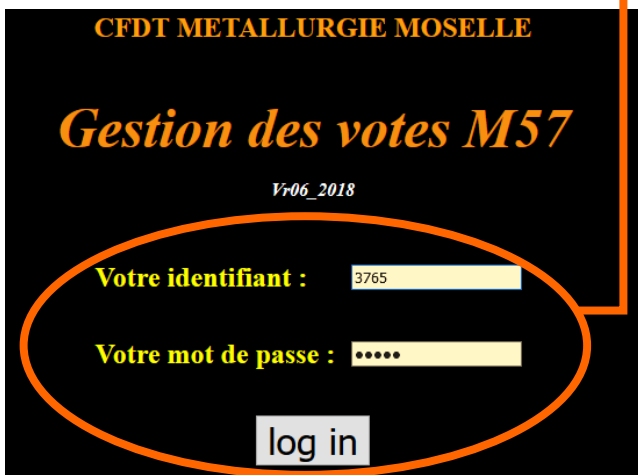 CFDT METALLURGIE MOSELLE
Gestion des votes M57
Vr06_2018
Votre identifiant : 3765
Votre mot de passe : •••••
log in